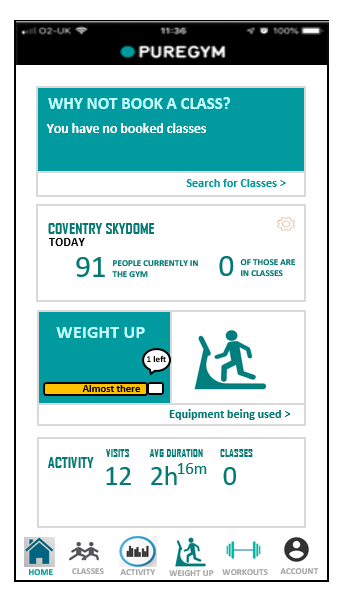 O2-UK 11:36 100%
PUREGYM
WHY NOT BOOK A CLASS?
You have no booked classes
Search for Classes >
COVENTRY SKYDOME
TODAY
91 PEOPLE CURRENTLY IN THE GYM
0 OF THOSE ARE IN CLASSES
WEIGHT UP
1 left
Almost there
Equipment being used >
ACTIVITY
VISITS AVG DURATION CLASSES
12 2h 16m 0
HOME CLASSES ACTIVITY WEIGHT UP WORKOUTS ACCOUNT